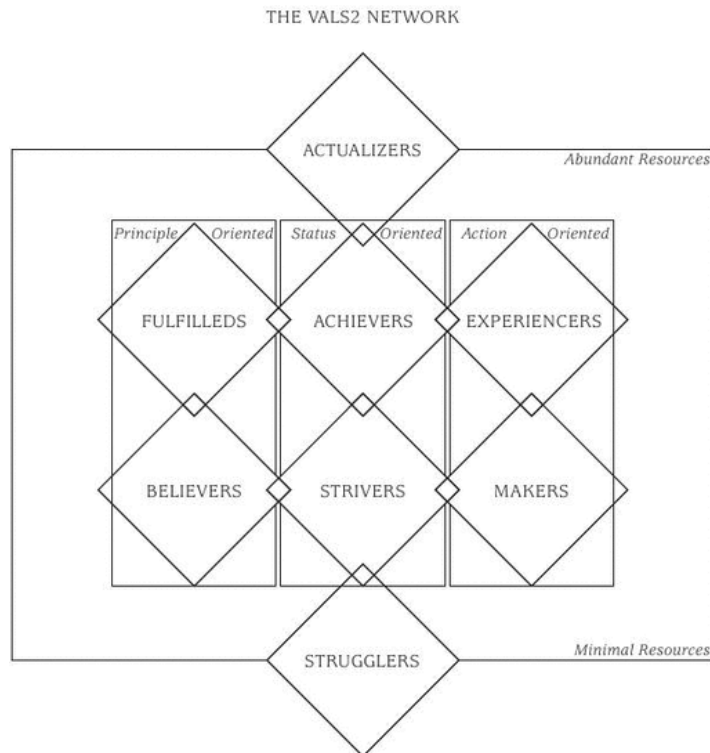 THE VALS2 NETWORK
ACTUALIZERS
Abundant Resources
Principle Oriented Status Oriented Action Oriented
FULFILLEDS ACHIEVERS EXPERIENCERS
BELIEVERS STRIVERS MAKERS
Minimal Resources
STRUGGLERS